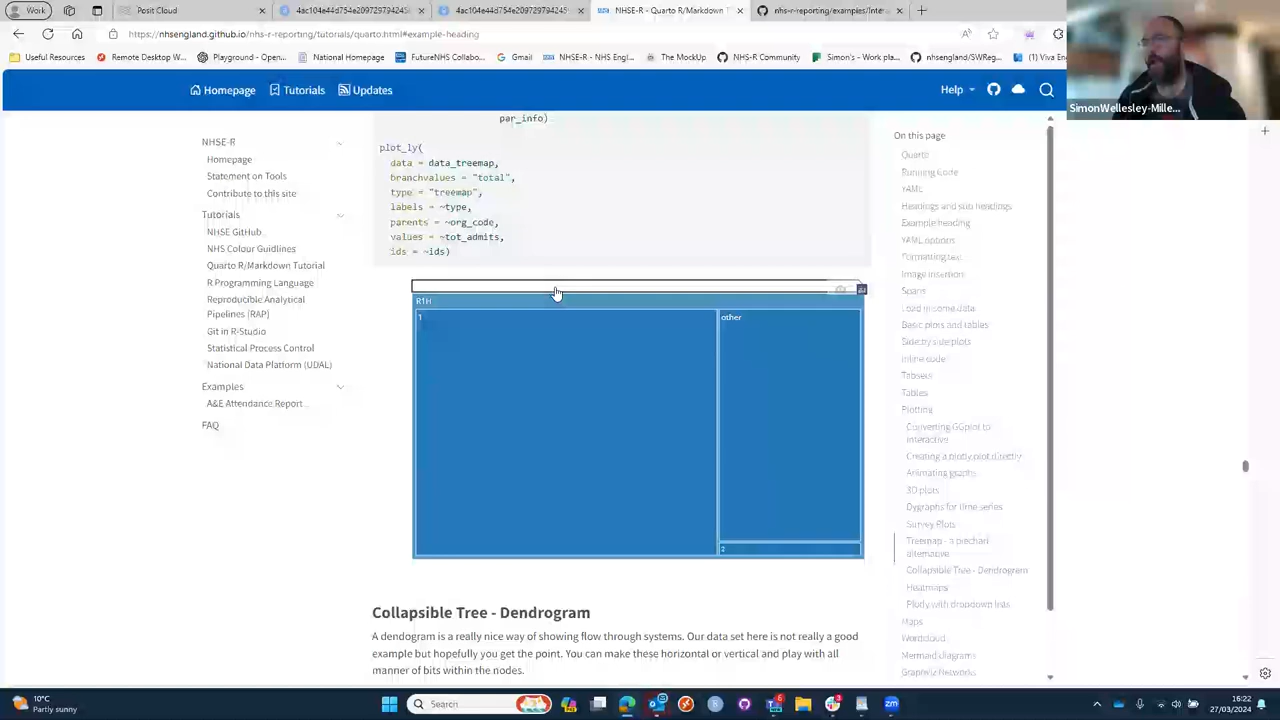 Work
Posit Cloud
4ac104e44d754e20972979424
4ac104e44d754e209729794245
NHSE-R - Quarto R/Markdown T
nhs-r-reporting/examples/Inte
https://nhsengland.github.io/nhs-r-reporting/tutorials/quarto.html#example-heading
Useful Resources
Remote Desktop W...
Playground - Open...
National Homepage
FutureNHS Collabo...
Gmail
NHSE-R - NHS Engl...
The MockUp
NHS-R Community
Simon's - Work pla...
nhsengland/SWReg...
(1) Viva Eng
SimonWellesley-Mille...
Homepage
Tutorials
Updates
Help
NHSE-R
Homepage
Statement on Tools
Contribute to this site
Tutorials
NHSE GitHub
NHS Colour Guidlines
Quarto R/Markdown Tutorial
R Programming Language
Reproducible Analytical
Pipelines (RAP)
Git in R-Studio
Statistical Process Control
National Data Platform (UDAL)
Examples
A&E Attendance Report...
FAQ
par_info)
plot_ly(
data = data_treemap,
branchvalues = "total",
type = "treemap",
labels = ~type,
parents = ~org_code,
values = ~tot_admits,
ids = ~ids)
R1H
1
other
2
Collapsible Tree - Dendrogram
A dendogram is a really nice way of showing flow through systems. Our data set here is not really a good
example but hopefully you get the point. You can make these horizontal or vertical and play with all
manner of bits within the nodes.
On this page
Quarto
Running Code
YAML
Headings and sub headings
Example heading
YAML options
Formatting text
Image insertion
Spans
Load in some data
Basic plots and tables
Side by side plots
Inline code
Tabsets
Tables
Plotting
Converting GGplot to
interactive
Creating a plotly plot directly
Animating graphs
3D plots
Dygraphs for time series
Survey Plots
Treemap - a piechart
alternative
Collapsible Tree - Dendrogram
Heatmaps
Plotly with dropdown lists
Maps
Wordcloud
Mermaid diagrams
Graph Networks
10°C
Partly sunny
Search
16:22
27/03/2024